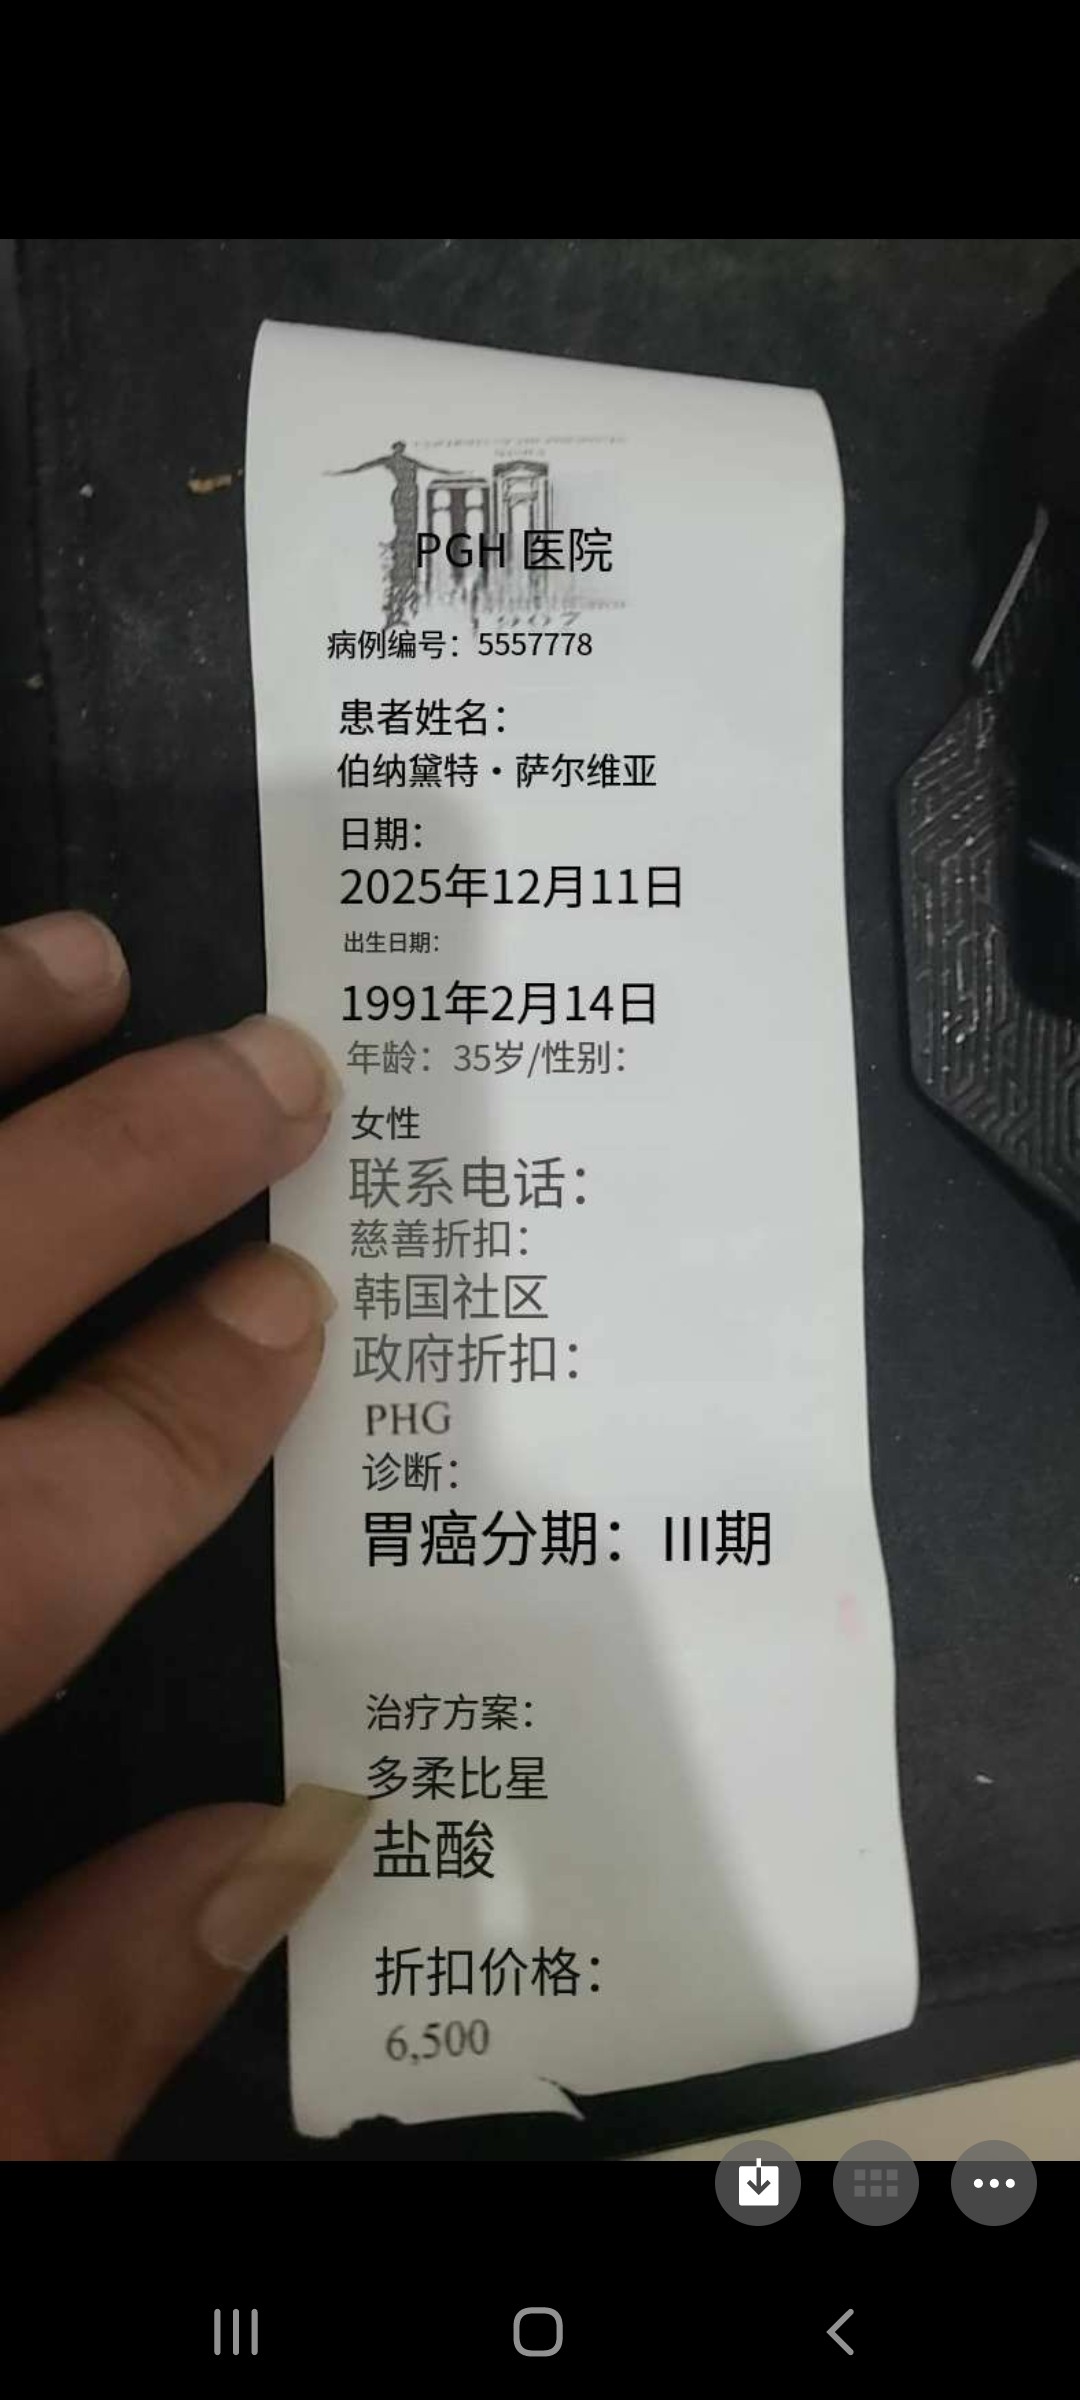 PGH 医院
病例编号：5557778
患者姓名：
伯纳黛特·萨尔维亚
日期：
2025年12月11日
出生日期：
1991年2月14日
年龄：35岁/性别：
女性
联系电话：
慈善折扣：
韩国社区
政府折扣：
PHG
诊断：
胃癌分期：III期
治疗方案：
多柔比星
盐酸
折扣价格：
6,500